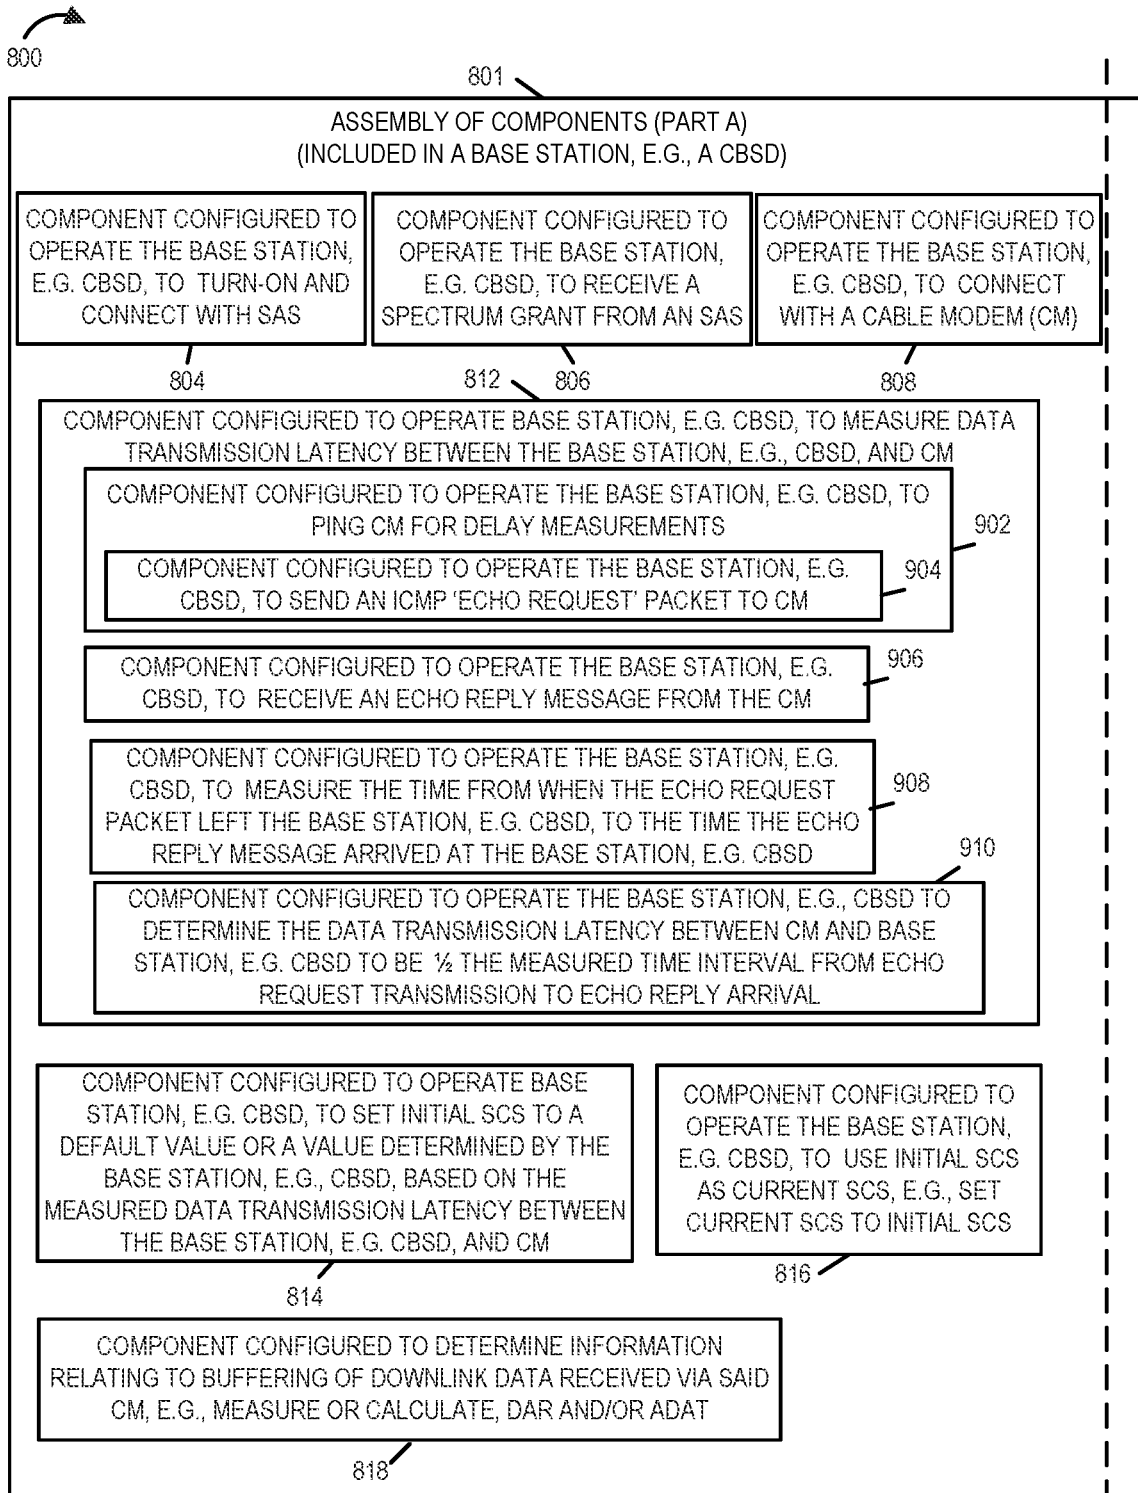 800
801
ASSEMBLY OF COMPONENTS (PART A)
(INCLUDED IN A BASE STATION, E.G., A CBSD)
COMPONENT CONFIGURED TO
OPERATE THE BASE STATION,
E.G. CBSD, TO TURN-ON AND
CONNECT WITH SAS
804
COMPONENT CONFIGURED TO
OPERATE THE BASE STATION,
E.G. CBSD, TO RECEIVE A
SPECTRUM GRANT FROM AN SAS
806
COMPONENT CONFIGURED TO
OPERATE THE BASE STATION,
E.G. CBSD, TO CONNECT
WITH A CABLE MODEM (CM)
808
812
COMPONENT CONFIGURED TO OPERATE BASE STATION, E.G. CBSD, TO MEASURE DATA
TRANSMISSION LATENCY BETWEEN THE BASE STATION, E.G., CBSD, AND CM
COMPONENT CONFIGURED TO OPERATE THE BASE STATION, E.G. CBSD, TO
PING CM FOR DELAY MEASUREMENTS
902
COMPONENT CONFIGURED TO OPERATE THE BASE STATION, E.G.
CBSD, TO SEND AN ICMP ‘ECHO REQUEST’ PACKET TO CM
904
COMPONENT CONFIGURED TO OPERATE THE BASE STATION, E.G.
CBSD, TO RECEIVE AN ECHO REPLY MESSAGE FROM THE CM
906
COMPONENT CONFIGURED TO OPERATE THE BASE STATION, E.G.
CBSD, TO MEASURE THE TIME FROM WHEN THE ECHO REQUEST
PACKET LEFT THE BASE STATION, E.G. CBSD, TO THE TIME THE ECHO
REPLY MESSAGE ARRIVED AT THE BASE STATION, E.G. CBSD
908
910
COMPONENT CONFIGURED TO OPERATE THE BASE STATION, E.G., CBSD TO
DETERMINE THE DATA TRANSMISSION LATENCY BETWEEN CM AND BASE
STATION, E.G. CBSD TO BE ½ THE MEASURED TIME INTERVAL FROM ECHO
REQUEST TRANSMISSION TO ECHO REPLY ARRIVAL
COMPONENT CONFIGURED TO OPERATE BASE
STATION, E.G. CBSD, TO SET INITIAL SCS TO A
DEFAULT VALUE OR A VALUE DETERMINED BY THE
BASE STATION, E.G., CBSD, BASED ON THE
MEASURED DATA TRANSMISSION LATENCY BETWEEN
THE BASE STATION, E.G. CBSD, AND CM
814
COMPONENT CONFIGURED TO
OPERATE THE BASE STATION,
E.G. CBSD, TO USE INITIAL SCS
AS CURRENT SCS, E.G., SET
CURRENT SCS TO INITIAL SCS
816
COMPONENT CONFIGURED TO DETERMINE INFORMATION
RELATING TO BUFFERING OF DOWNLINK DATA RECEIVED VIA SAID
CM, E.G., MEASURE OR CALCULATE, DAR AND/OR ADAT
818